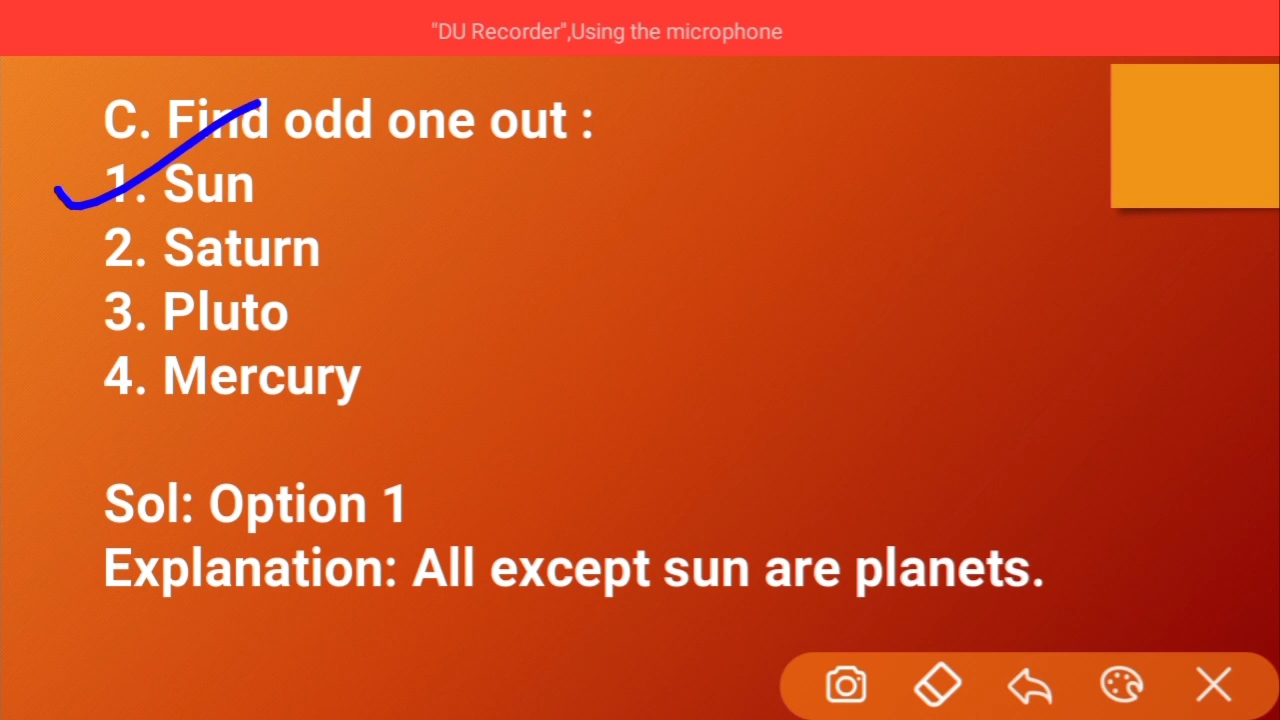 "DU Recorder",Using the microphone
C. Find odd one out :
1. Sun
2. Saturn
3. Pluto
4. Mercury
Sol: Option 1
Explanation: All except sun are planets.